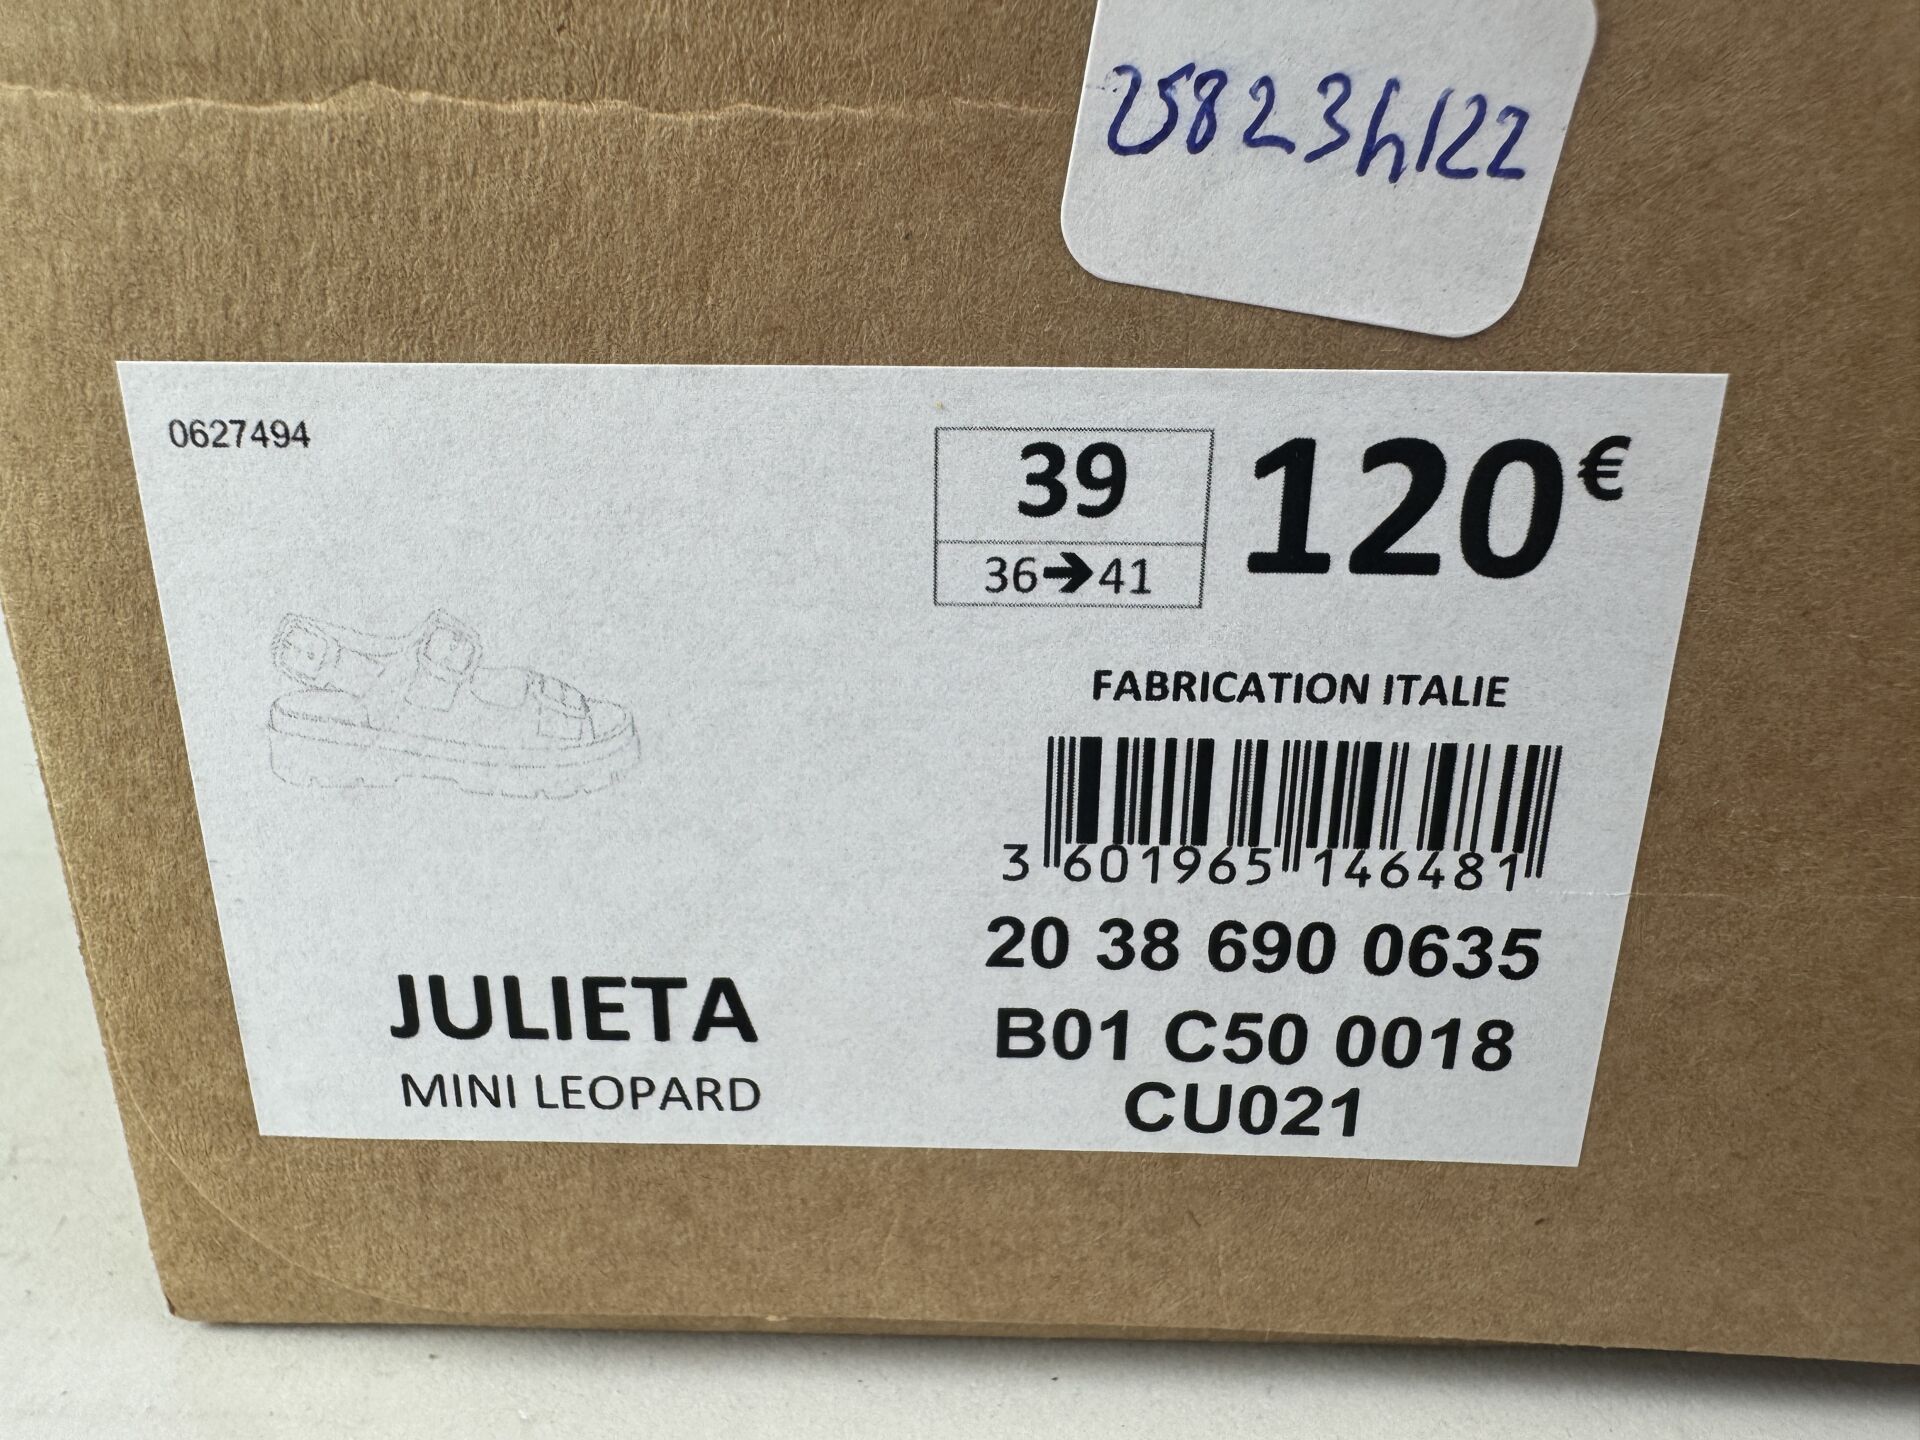 25823h122
0627494
39
36➔41
120€
FABRICATION ITALIE
3 601965 146481
20 38 690 0635
B01 C50 0018
CU021
JULIETA
MINI LEOPARD